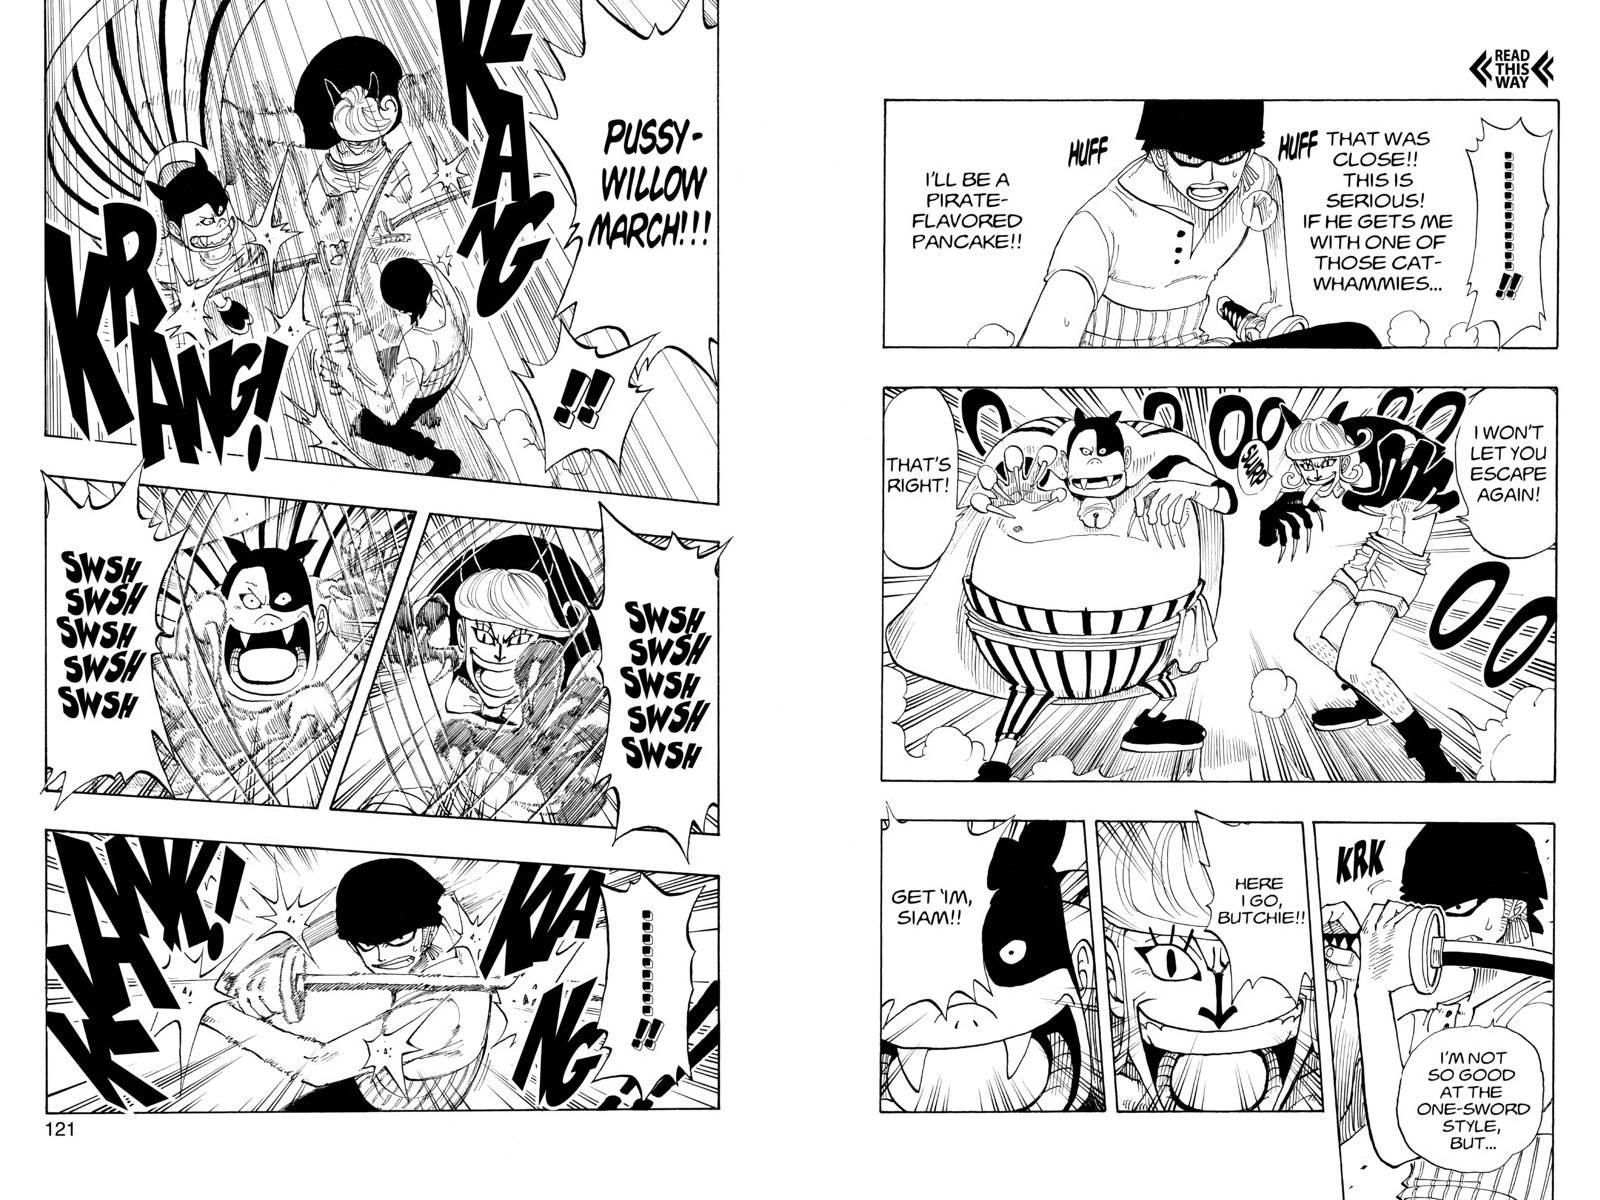 READ
THIS
WAY
.............!!
HUFF
THAT WAS
CLOSE!!
THIS IS
SERIOUS!
IF HE GETS ME
WITH ONE OF
THOSE CAT-
WHAMMIES...
HUFF
I'LL BE A
PIRATE-
FLAVORED
PANCAKE!!
I WON'T
LET YOU
ESCAPE
AGAIN!
THAT'S
RIGHT!
KRK
I'M NOT
SO GOOD
AT THE
ONE-SWORD
STYLE,
BUT...
HERE
I GO,
BUTCHIE!!
GET 'IM,
SIAM!!
PUSSY-
WILLOW
MARCH!!!
KLANG
!!
KRRANG!
SWSH
SWSH
SWSH
SWSH
SWSH
SWSH
SWSH
SWSH
SWSH
SWSH
.............!!
121